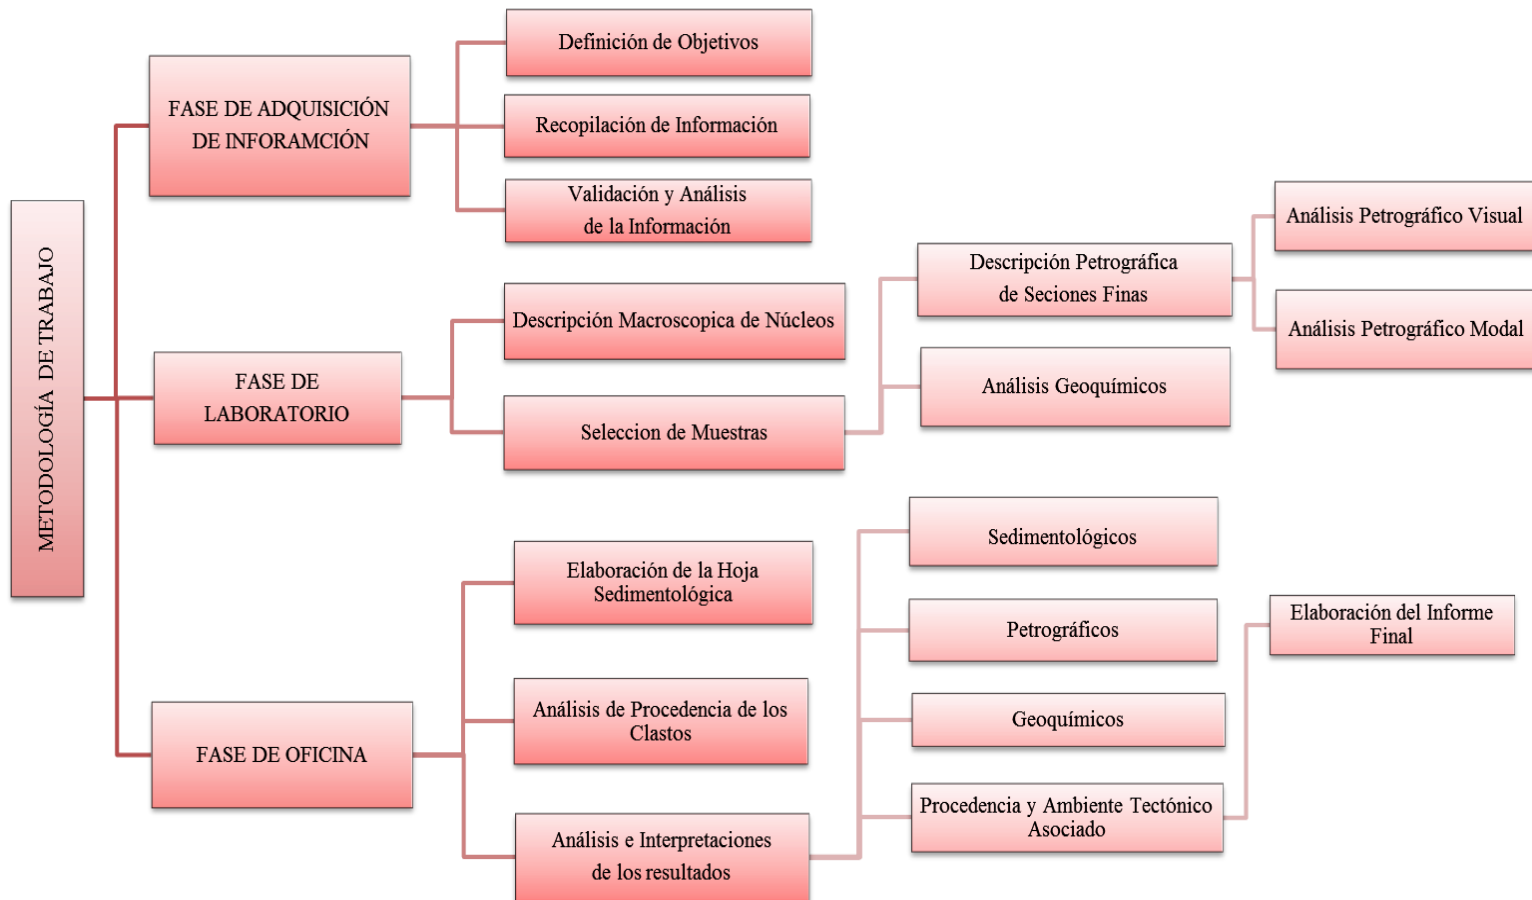 METODOLOGÍA DE TRABAJO
FASE DE ADQUISICIÓN
DE INFORAMCIÓN
Definición de Objetivos
Recopilación de Información
Validación y Análisis
de la Información
FASE DE
LABORATORIO
Descripción Macroscopica de Núcleos
Seleccion de Muestras
Descripción Petrográfica
de Seciones Finas
Análisis Petrográfico Visual
Análisis Petrográfico Modal
Análisis Geoquímicos
FASE DE OFICINA
Elaboración de la Hoja
Sedimentológica
Análisis de Procedencia de los
Clastos
Análisis e Interpretaciones
de los resultados
Sedimentológicos
Petrográficos
Geoquímicos
Procedencia y Ambiente Tectónico
Asociado
Elaboración del Informe
Final